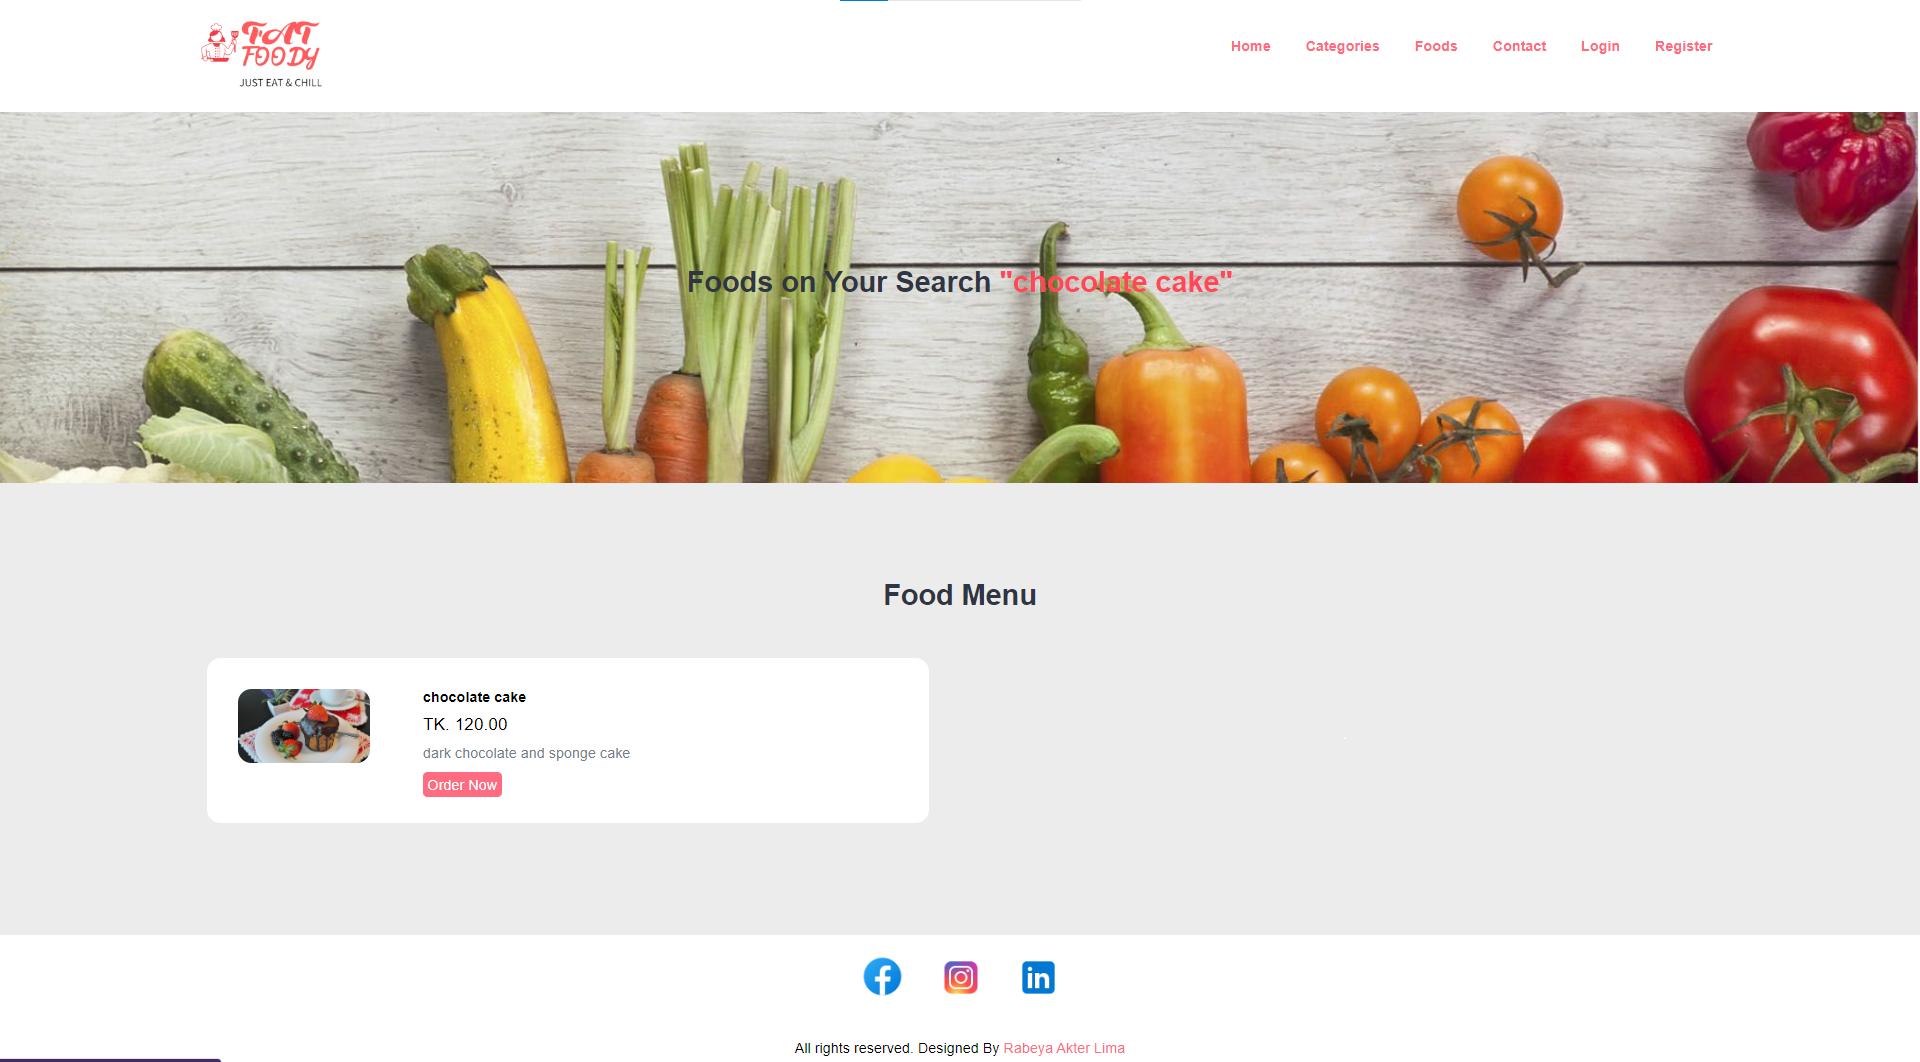 FAT
FOODY
JUST EAT & CHILL
Home Categories Foods Contact Login Register
Foods on Your Search "chocolate cake"
Food Menu
chocolate cake
TK. 120.00
dark chocolate and sponge cake
Order Now
All rights reserved. Designed By Rabeya Akter Lima